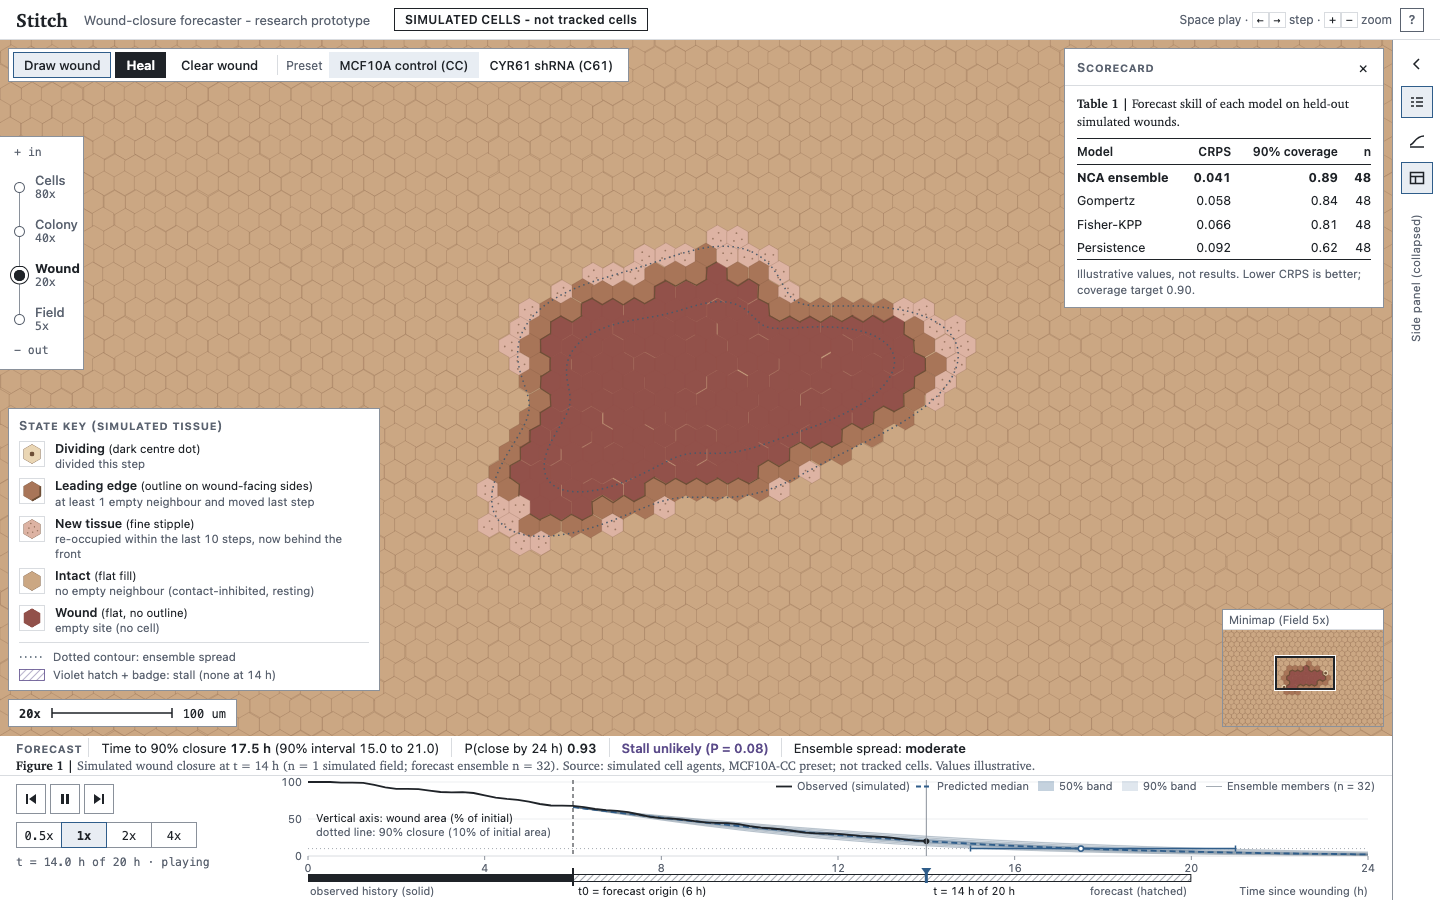 Stitch Wound-closure forecaster - research prototype SIMULATED CELLS - not tracked cells Space play · ← → step · + − zoom ?
Draw wound Heal Clear wound Preset MCF10A control (CC) CYR61 shRNA (C61)
+ in
Cells
80x
Colony
40x
Wound
20x
Field
5x
− out
SCORECARD ×
Table 1 | Forecast skill of each model on held-out
simulated wounds.
Model CRPS 90% coverage n
NCA ensemble 0.041 0.89 48
Gompertz 0.058 0.84 48
Fisher-KPP 0.066 0.81 48
Persistence 0.092 0.62 48
Illustrative values, not results. Lower CRPS is better;
coverage target 0.90.
Side panel (collapsed)
STATE KEY (SIMULATED TISSUE)
Dividing (dark centre dot)
divided this step
Leading edge (outline on wound-facing sides)
at least 1 empty neighbour and moved last step
New tissue (fine stipple)
re-occupied within the last 10 steps, now behind the
front
Intact (flat fill)
no empty neighbour (contact-inhibited, resting)
Wound (flat, no outline)
empty site (no cell)
Dotted contour: ensemble spread
Violet hatch + badge: stall (none at 14 h)
20x 100 um
Minimap (Field 5x)
FORECAST Time to 90% closure 17.5 h (90% interval 15.0 to 21.0) P(close by 24 h) 0.93 Stall unlikely (P = 0.08) Ensemble spread: moderate
Figure 1 | Simulated wound closure at t = 14 h (n = 1 simulated field; forecast ensemble n = 32). Source: simulated cell agents, MCF10A-CC preset; not tracked cells. Values illustrative.
0.5x 1x 2x 4x
t = 14.0 h of 20 h · playing
100
50
0
Observed (simulated) Predicted median 50% band 90% band Ensemble members (n = 32)
Vertical axis: wound area (% of initial)
dotted line: 90% closure (10% of initial area)
0 4 8 12 16 20 24
observed history (solid) t0 = forecast origin (6 h) t = 14 h of 20 h forecast (hatched) Time since wounding (h)